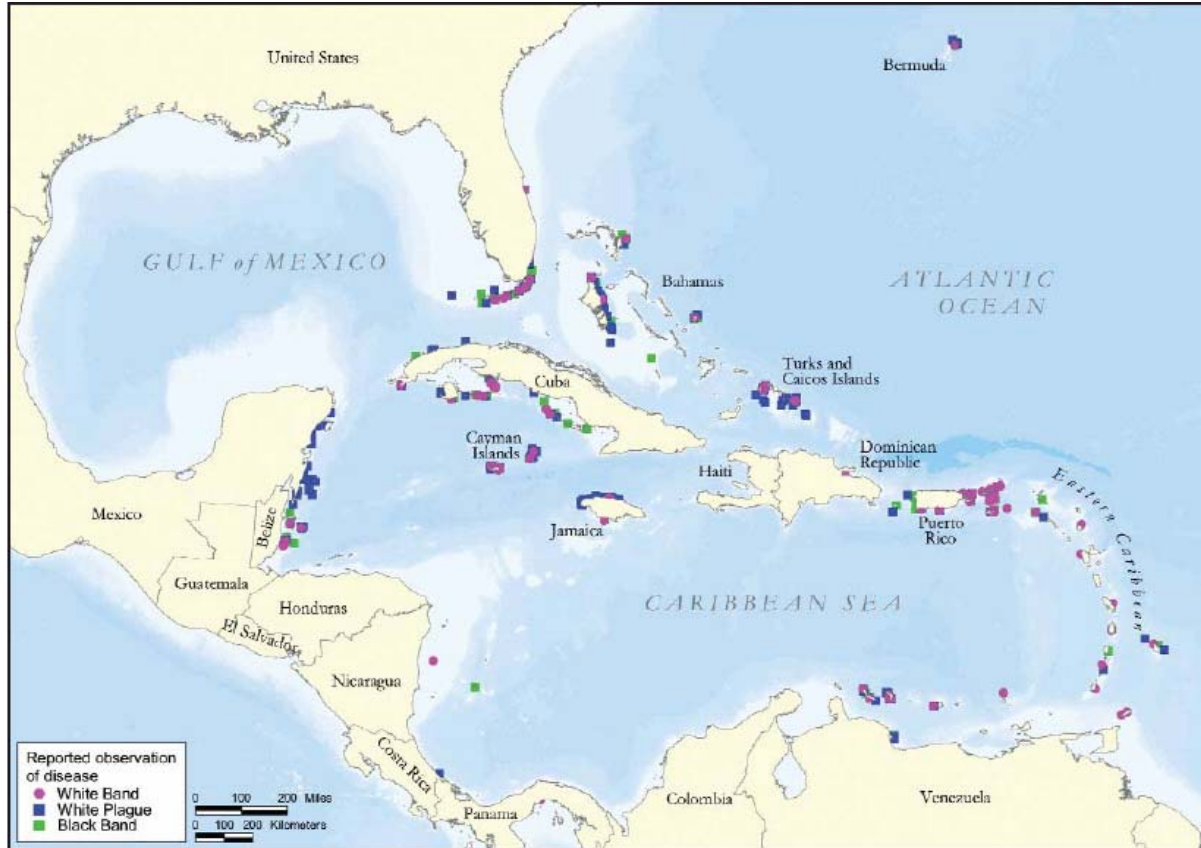 United States
Bermuda
GULF of MEXICO
Bahamas
ATLANTIC
OCEAN
Turks and
Caicos Islands
Cuba
Cayman
Islands
Dominican
Republic
Haiti
Mexico
Belize
Jamaica
Puerto
Rico
Eastern Caribbean
Guatemala
Honduras
CARIBBEAN SEA
El Salvador
Nicaragua
Costa Rica
Panama
Colombia
Venezuela
Reported observation
of disease
White Band
White Plague
Black Band
0 100 200 Miles
0 100 200 Kilometers